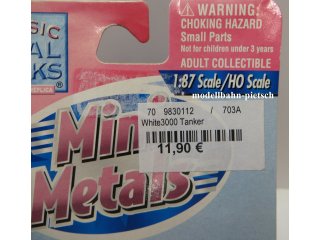 SIC
AL
KS
REPLICA
WARNING:
CHOKING HAZARD
Small Parts
Not for children under 3 years
ADULT COLLECTIBLE
1:87 Scale/HO Scale
modellbahn-pietsch
70 9830112 / 703A
White3000 Tanker
11,90 €
Mini
Metals